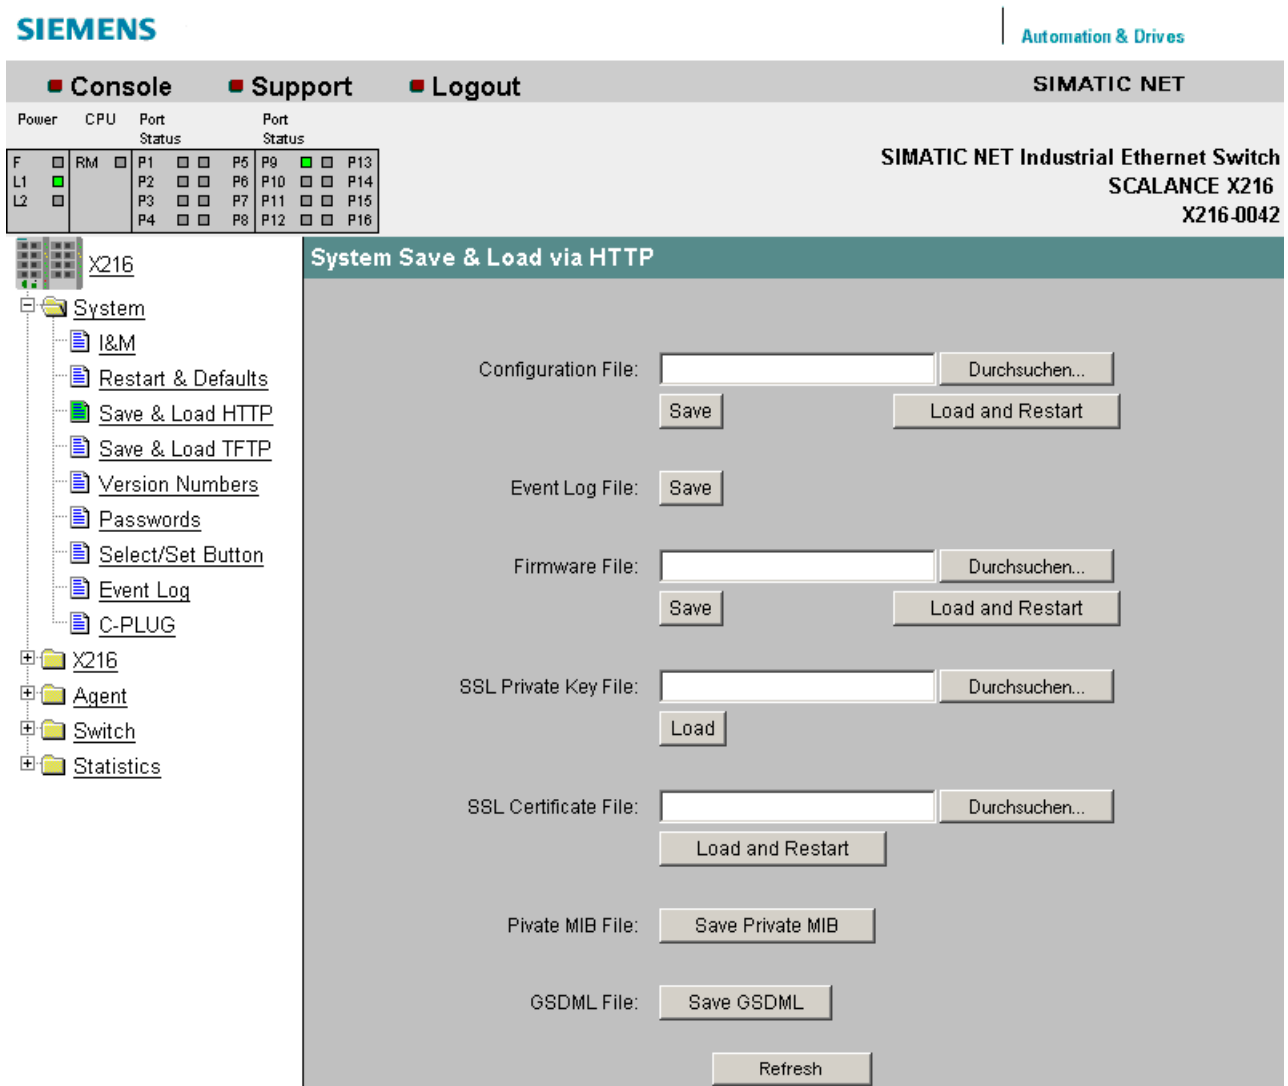 SIEMENS
Automation & Drives
Console Support Logout SIMATIC NET
Power CPU Port Status Port Status
F RM P1 P5 P9 P13
L1 P2 P6 P10 P14
L2 P3 P7 P11 P15
P4 P8 P12 P16
SIMATIC NET Industrial Ethernet Switch
SCALANCE X216
X216-0042
X216
System
I&M
Restart & Defaults
Save & Load HTTP
Save & Load TFTP
Version Numbers
Passwords
Select/Set Button
Event Log
C-PLUG
X216
Agent
Switch
Statistics
System Save & Load via HTTP
Configuration File: Durchsuchen...
Save Load and Restart
Event Log File: Save
Firmware File: Durchsuchen...
Save Load and Restart
SSL Private Key File: Durchsuchen...
Load
SSL Certificate File: Durchsuchen...
Load and Restart
Pivate MIB File: Save Private MIB
GSDML File: Save GSDML
Refresh